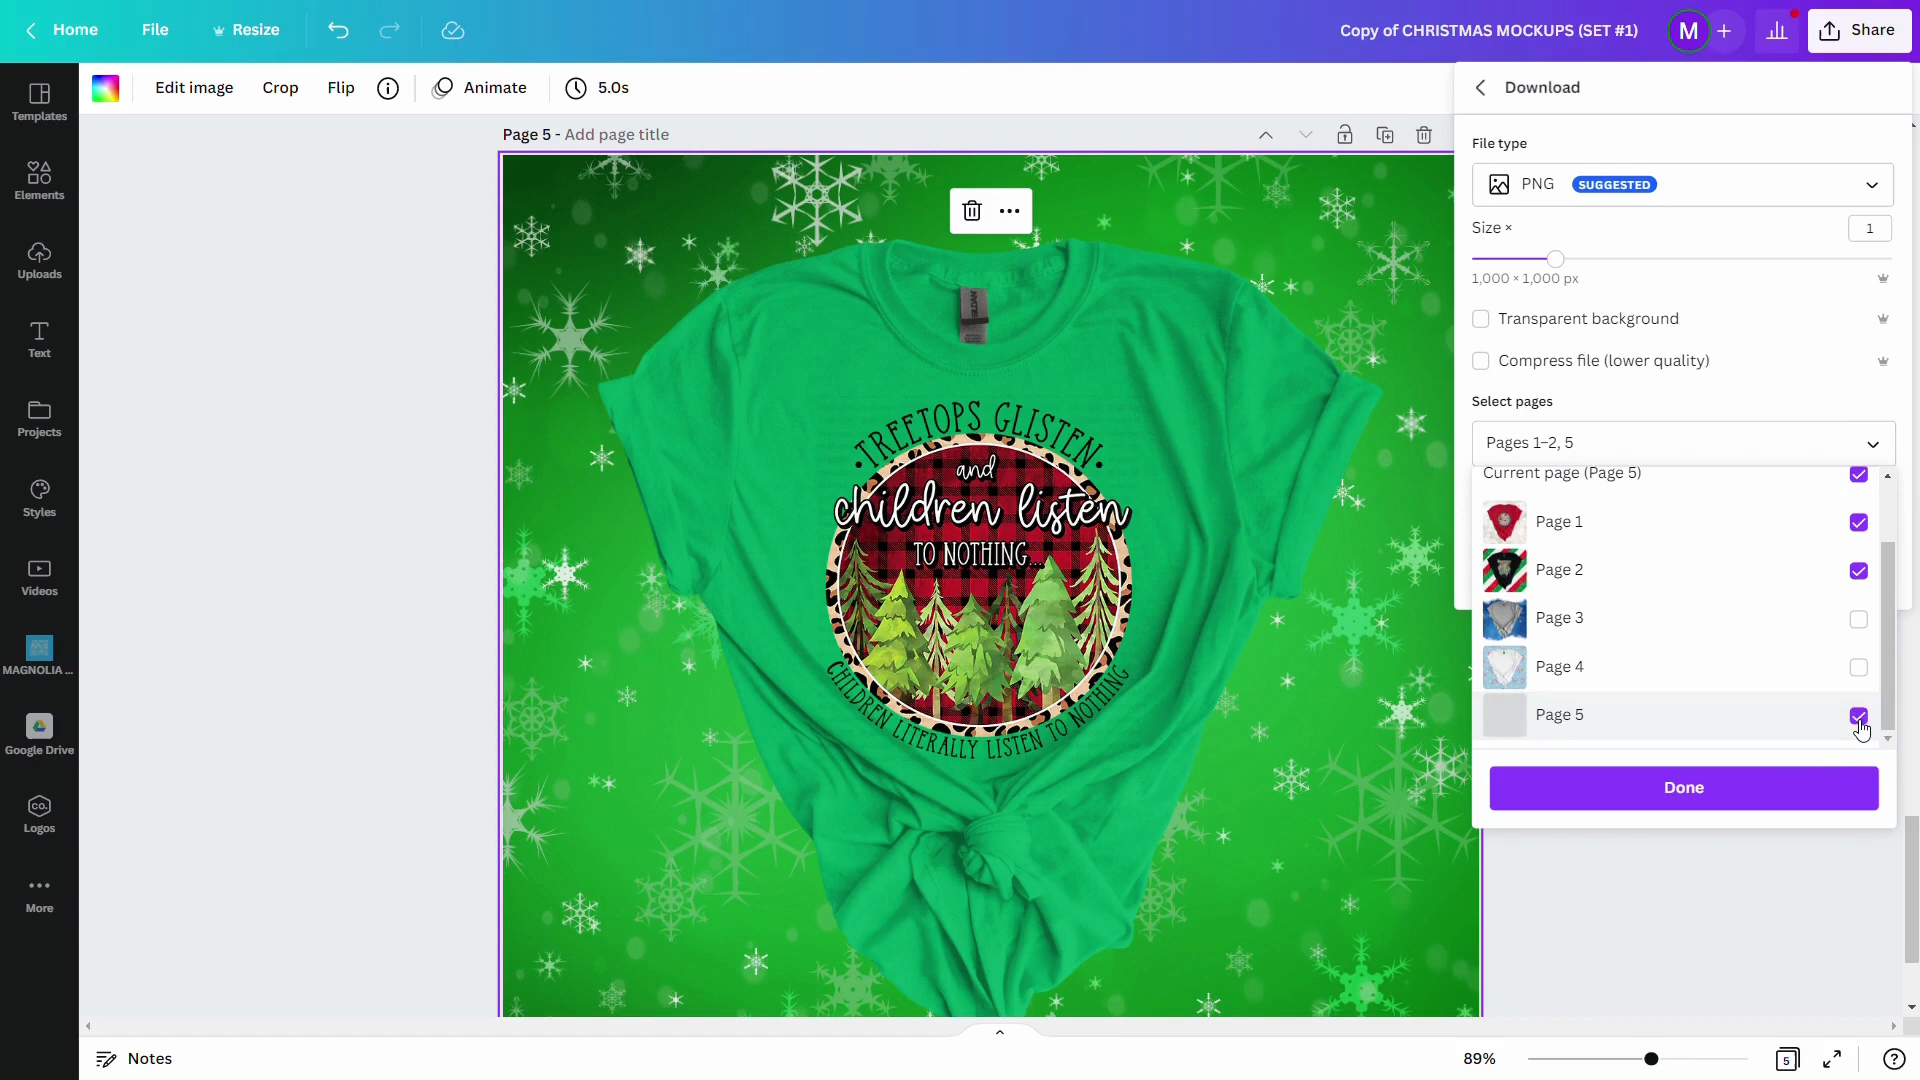 Home
File
Resize
Copy of CHRISTMAS MOCKUPS (SET #1)
M
Share
Templates
Elements
Uploads
Text
Projects
Styles
Videos
MAGNOLIA ...
Google Drive
CO.
Logos
More
Edit image
Crop
Flip
Animate
5.0s
Page 5 - Add page title
GILDAN
·TREETOPS GLISTEN·
and
children listen
TO NOTHING...
CHILDREN LITERALLY LISTEN TO NOTHING
Download
File type
PNG SUGGESTED
Size × 1
1,000 × 1,000 px
Transparent background
Compress file (lower quality)
Select pages
Pages 1–2, 5
Current page (Page 5)
Page 1
Page 2
Page 3
Page 4
Page 5
Done
Notes
89%
5